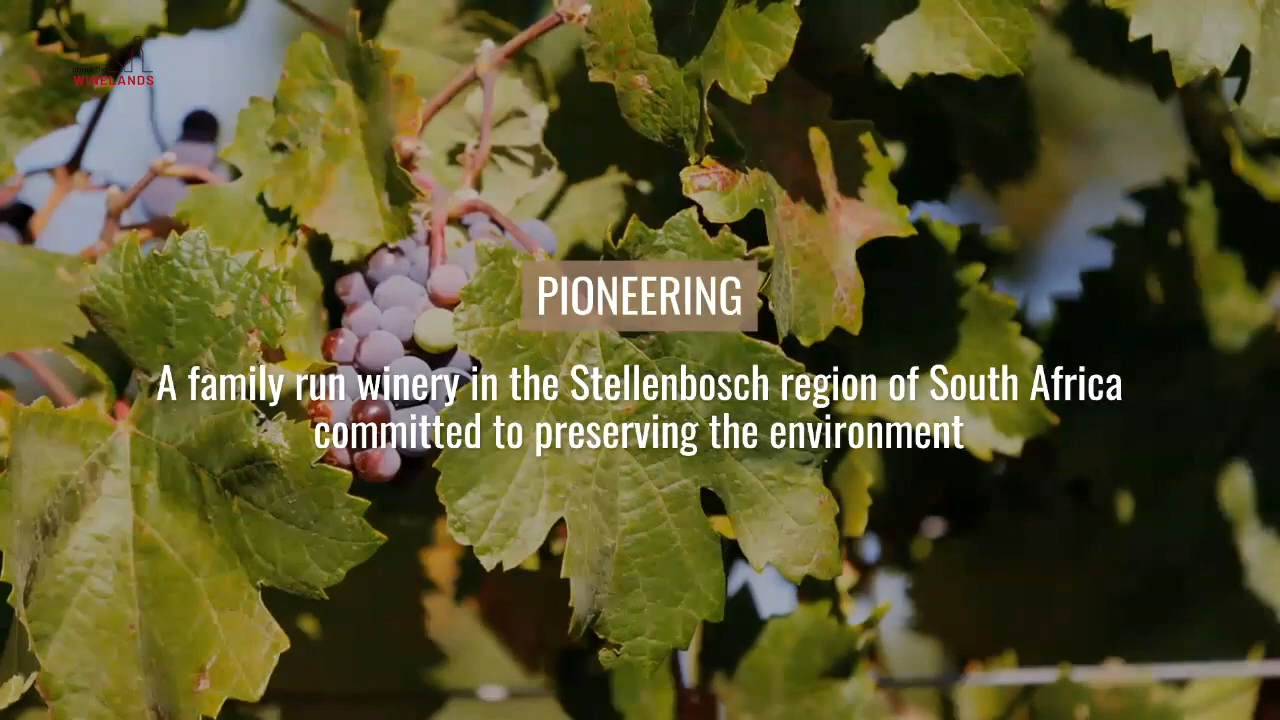 WINELANDS
PIONEERING
A family run winery in the Stellenbosch region of South Africa
committed to preserving the environment